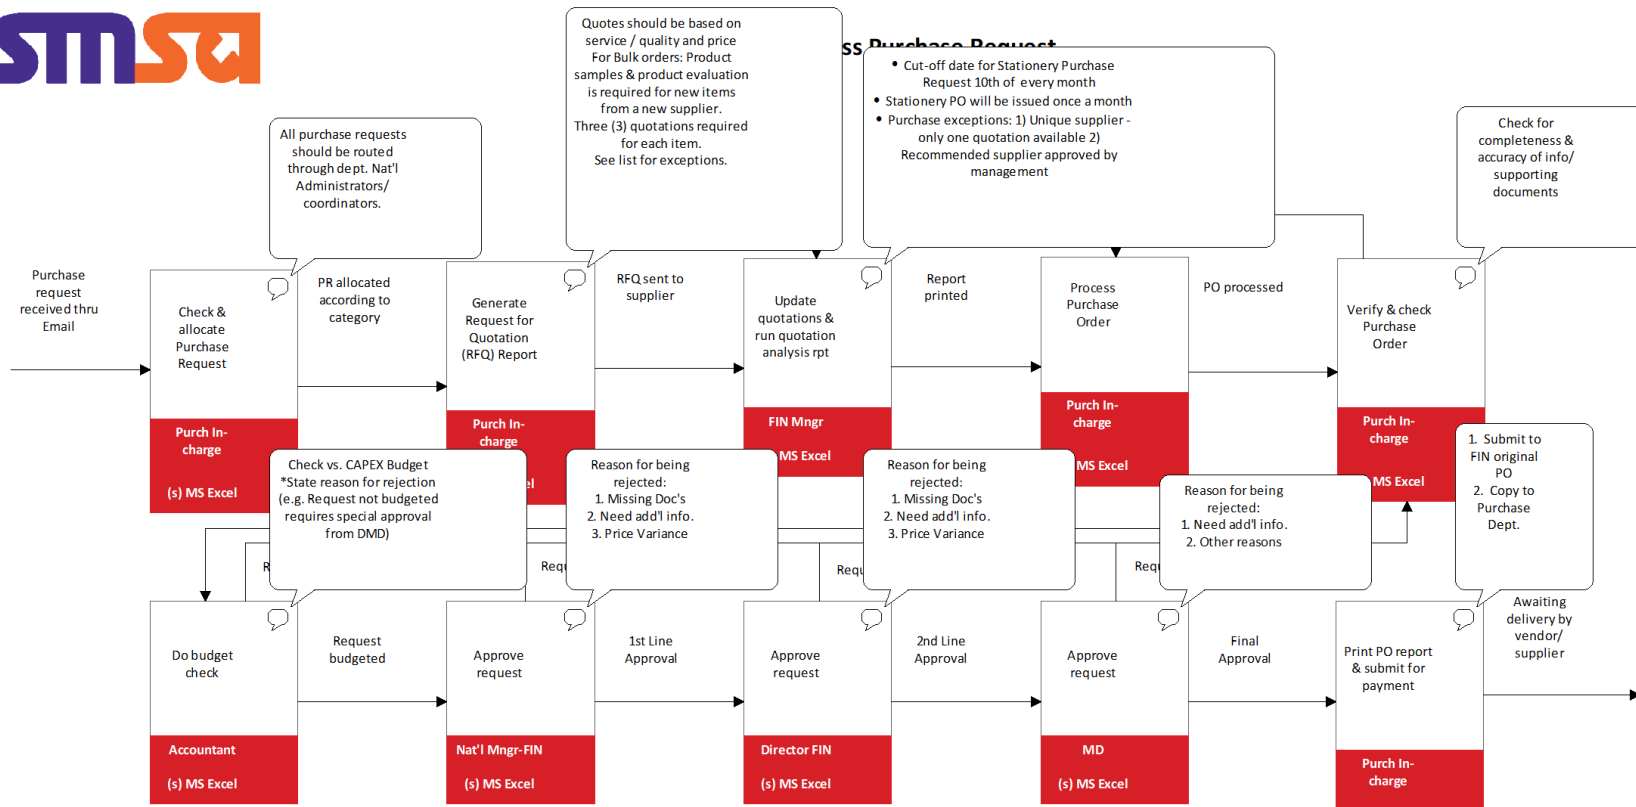 smsa
ss Purchase Request
Quotes should be based on
service / quality and price
For Bulk orders: Product
samples & product evaluation
is required for new items
from a new supplier.
Three (3) quotations required
for each item.
See list for exceptions.
• Cut-off date for Stationery Purchase
Request 10th of every month
• Stationery PO will be issued once a month
• Purchase exceptions: 1) Unique supplier -
only one quotation available 2)
Recommended supplier approved by
management
All purchase requests
should be routed
through dept. Nat'l
Administrators/
coordinators.
Check for
completeness &
accuracy of info/
supporting
documents
Purchase
request
received thru
Email
Check &
allocate
Purchase
Request
Purch In-
charge
(s) MS Excel
PR allocated
according to
category
Generate
Request for
Quotation
(RFQ) Report
Purch In-
charge
el
RFQ sent to
supplier
Update
quotations &
run quotation
analysis rpt
FIN Mngr
MS Excel
Report
printed
Process
Purchase
Order
Purch In-
charge
MS Excel
PO processed
Verify & check
Purchase
Order
Purch In-
charge
MS Excel
Check vs. CAPEX Budget
*State reason for rejection
(e.g. Request not budgeted
requires special approval
from DMD)
Reason for being
rejected:
1. Missing Doc's
2. Need add'l info.
3. Price Variance
Reason for being
rejected:
1. Missing Doc's
2. Need add'l info.
3. Price Variance
Reason for being
rejected:
1. Need add'l info.
2. Other reasons
1. Submit to
FIN original
PO
2. Copy to
Purchase
Dept.
R
Requ
Requ
Requ
Do budget
check
Accountant
(s) MS Excel
Request
budgeted
Approve
request
Nat'l Mngr-FIN
(s) MS Excel
1st Line
Approval
Approve
request
Director FIN
(s) MS Excel
2nd Line
Approval
Approve
request
MD
(s) MS Excel
Final
Approval
Print PO report
& submit for
payment
Purch In-
charge
Awaiting
delivery by
vendor/
supplier